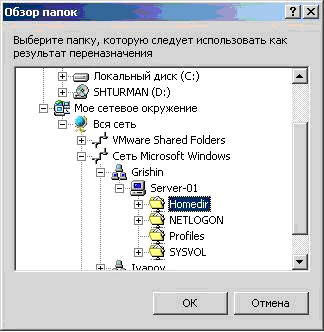 Обзор папок
Выберите папку, которую следует использовать как
результат переназначения
Локальный диск (C:)
SHTURMAN (D:)
Мое сетевое окружение
Вся сеть
VMware Shared Folders
Сеть Microsoft Windows
Grishin
Server-01
Homedir
NETLOGON
Profiles
SYSVOL
Ivanov
OK
Отмена